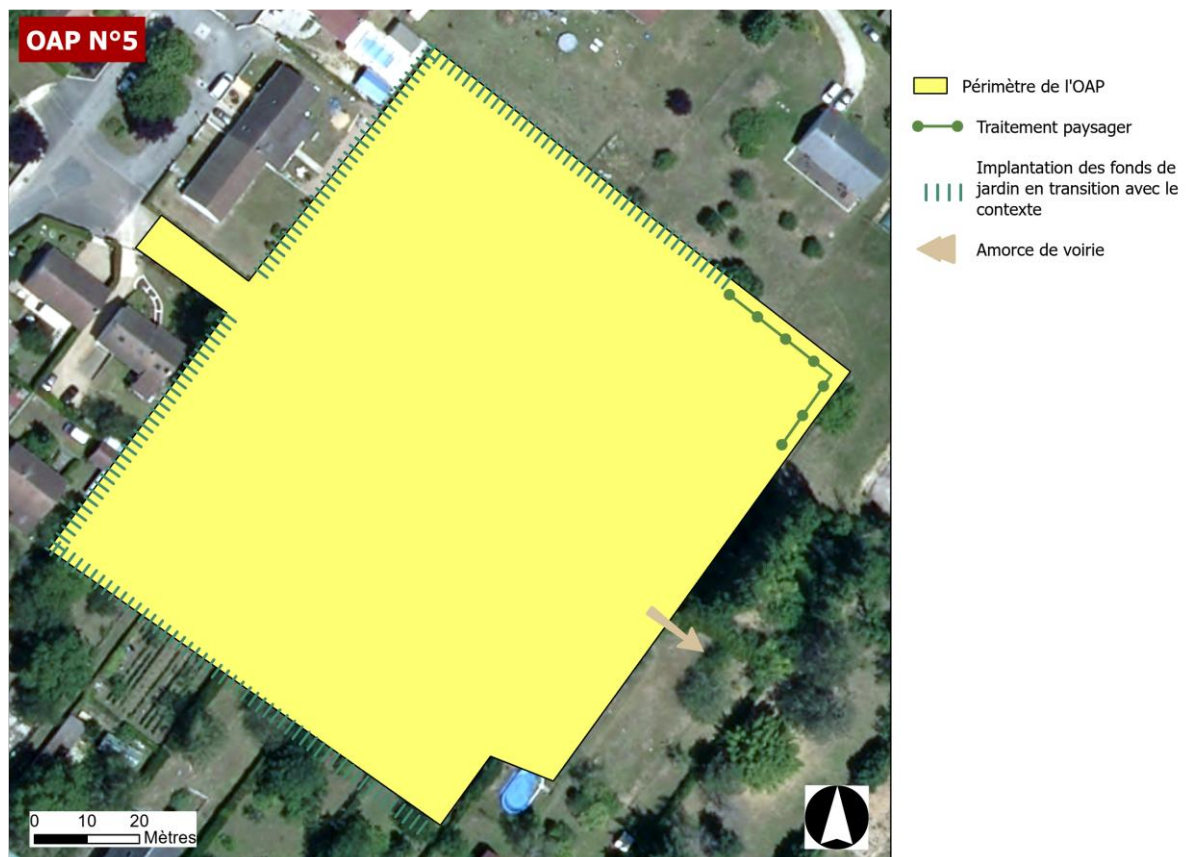 OAP N°5
Périmètre de l'OAP
Traitement paysager
Implantation des fonds de
jardin en transition avec le
contexte
Amorce de voirie
0 10 20
Mètres